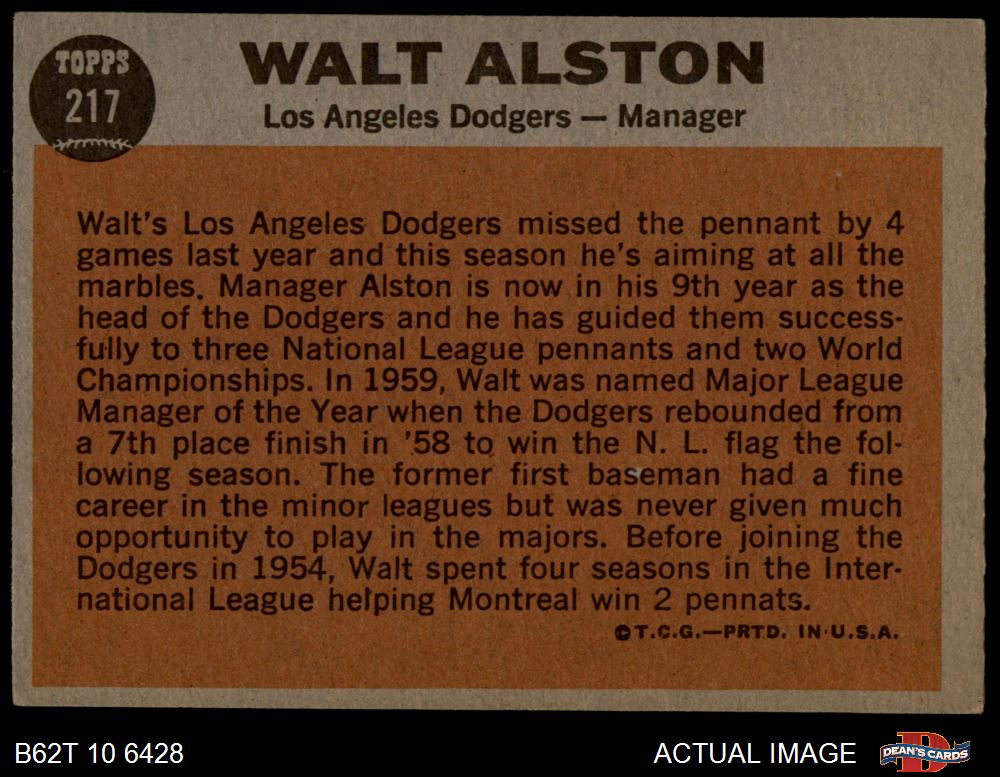 TOPPS
217
WALT ALSTON
Los Angeles Dodgers — Manager
Walt's Los Angeles Dodgers missed the pennant by 4
games last year and this season he's aiming at all the
marbles. Manager Alston is now in his 9th year as the
head of the Dodgers and he has guided them success-
fully to three National League pennants and two World
Championships. In 1959, Walt was named Major League
Manager of the Year when the Dodgers rebounded from
a 7th place finish in '58 to win the N. L. flag the fol-
lowing season. The former first baseman had a fine
career in the minor leagues but was never given much
opportunity to play in the majors. Before joining the
Dodgers in 1954, Walt spent four seasons in the Inter-
national League helping Montreal win 2 pennats.
©T.C.G.—PRTD. IN U.S.A.
B62T 10 6428
ACTUAL IMAGE
D
DEAN'S CARDS